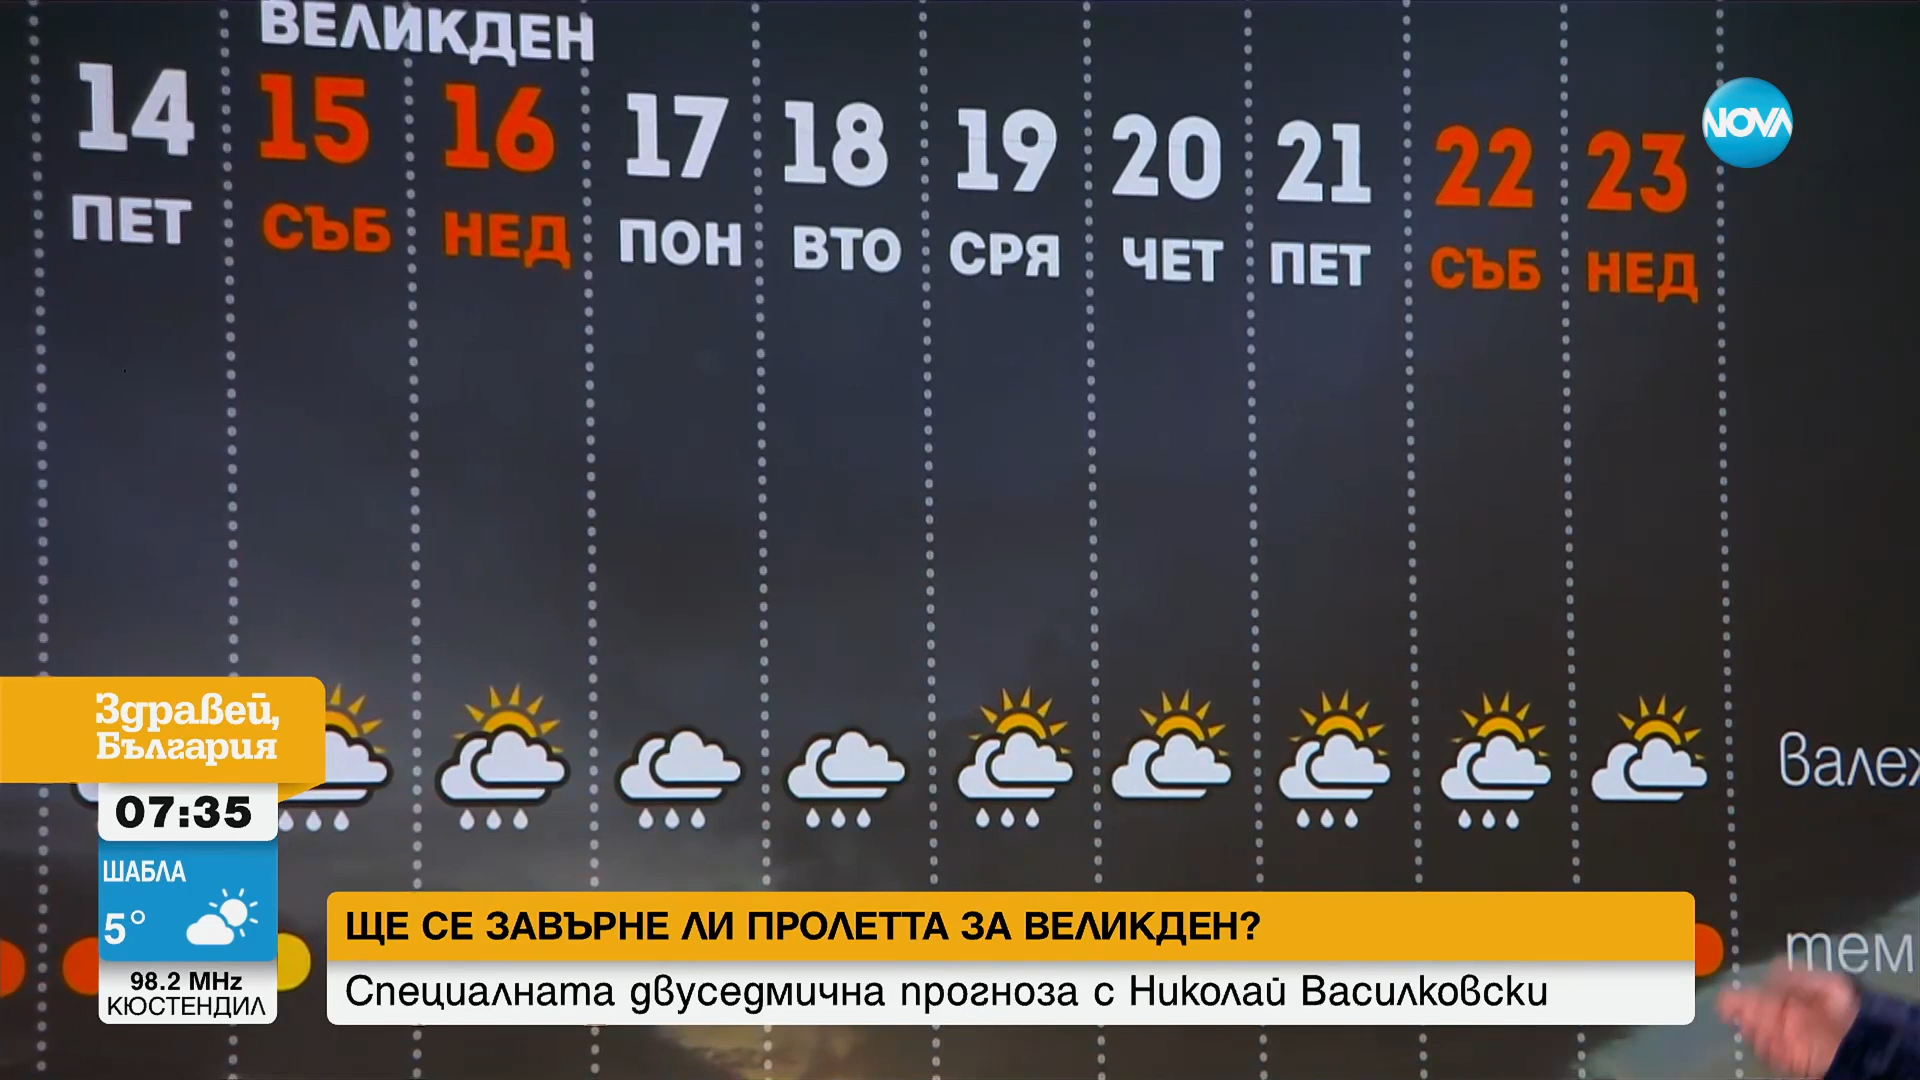 ВЕЛИКДЕН
14 15 16 17 18 19 20 21 22 23
ПЕТ СЪБ НЕД ПОН ВТО СРЯ ЧЕТ ПЕТ СЪБ НЕД
NOVA
Здравей,
България
07:35
ШАБЛА
5°
98.2 MHz
КЮСТЕНДИЛ
ЩЕ СЕ ЗАВЪРНЕ ЛИ ПРОЛЕТТА ЗА ВЕЛИКДЕН?
Специалната двуседмична прогноза с Николай Василковски